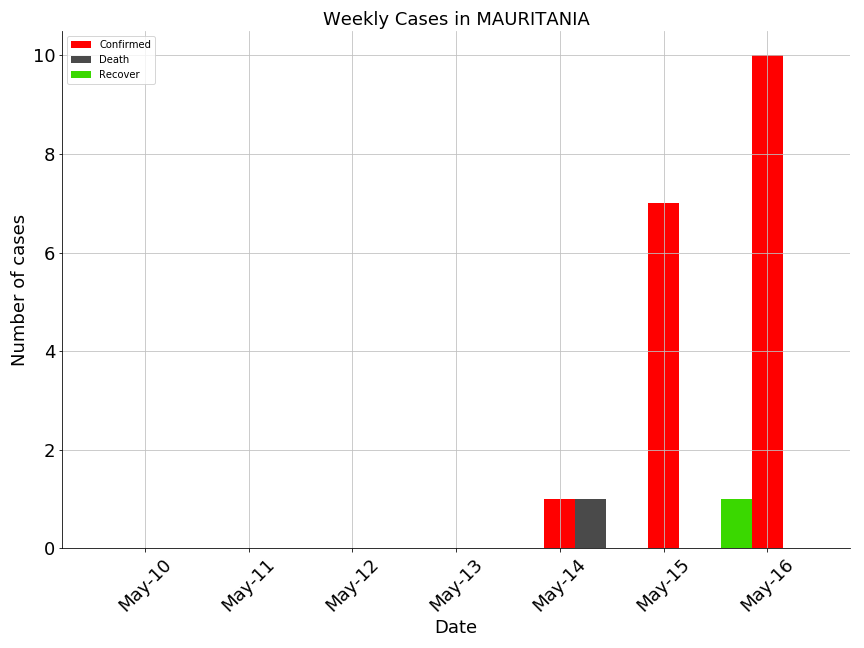 Weekly Cases in MAURITANIA
Confirmed
Death
Recover
Number of cases
10
8
6
4
2
0
May-10
May-11
May-12
May-13
May-14
May-15
May-16
Date